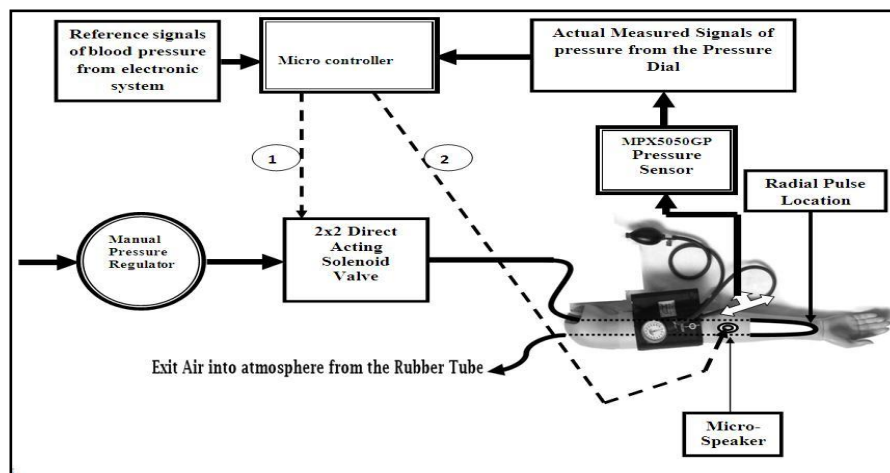 Reference signals
of blood pressure
from electronic
system
Micro controller
Actual Measured Signals of
pressure from the Pressure
Dial
1
2
MPX5050GP
Pressure
Sensor
Radial Pulse
Location
Manual
Pressure
Regulator
2x2 Direct
Acting
Solenoid
Valve
Exit Air into atmosphere from the Rubber Tube
Micro-
Speaker